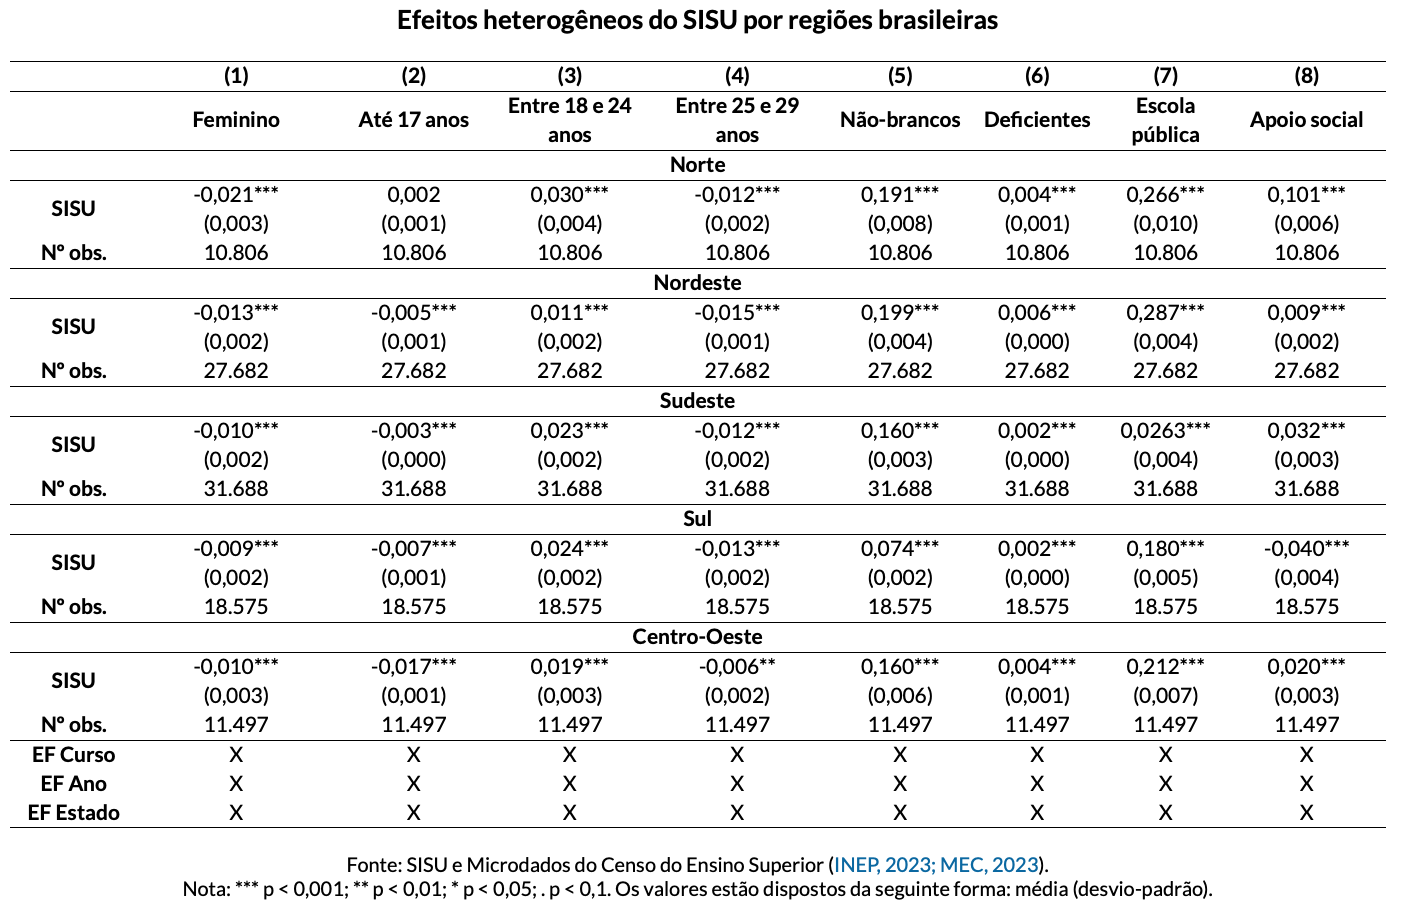 Efeitos heterogêneos do SISU por regiões brasileiras
(1) (2) (3) (4) (5) (6) (7) (8)
Feminino Até 17 anos Entre 18 e 24 anos Entre 25 e 29 anos Não-brancos Deficientes Escola pública Apoio social
Norte
SISU -0,021*** 0,002 0,030*** -0,012*** 0,191*** 0,004*** 0,266*** 0,101***
(0,003) (0,001) (0,004) (0,002) (0,008) (0,001) (0,010) (0,006)
Nº obs. 10.806 10.806 10.806 10.806 10.806 10.806 10.806 10.806
Nordeste
SISU -0,013*** -0,005*** 0,011*** -0,015*** 0,199*** 0,006*** 0,287*** 0,009***
(0,002) (0,001) (0,002) (0,001) (0,004) (0,000) (0,004) (0,002)
Nº obs. 27.682 27.682 27.682 27.682 27.682 27.682 27.682 27.682
Sudeste
SISU -0,010*** -0,003*** 0,023*** -0,012*** 0,160*** 0,002*** 0,0263*** 0,032***
(0,002) (0,000) (0,002) (0,002) (0,003) (0,000) (0,004) (0,003)
Nº obs. 31.688 31.688 31.688 31.688 31.688 31.688 31.688 31.688
Sul
SISU -0,009*** -0,007*** 0,024*** -0,013*** 0,074*** 0,002*** 0,180*** -0,040***
(0,002) (0,001) (0,002) (0,002) (0,002) (0,000) (0,005) (0,004)
Nº obs. 18.575 18.575 18.575 18.575 18.575 18.575 18.575 18.575
Centro-Oeste
SISU -0,010*** -0,017*** 0,019*** -0,006** 0,160*** 0,004*** 0,212*** 0,020***
(0,003) (0,001) (0,003) (0,002) (0,006) (0,001) (0,007) (0,003)
Nº obs. 11.497 11.497 11.497 11.497 11.497 11.497 11.497 11.497
EF Curso X X X X X X X X
EF Ano X X X X X X X X
EF Estado X X X X X X X X
Fonte: SISU e Microdados do Censo do Ensino Superior (INEP, 2023; MEC, 2023).
Nota: *** p < 0,001; ** p < 0,01; * p < 0,05; . p < 0,1. Os valores estão dispostos da seguinte forma: média (desvio-padrão).